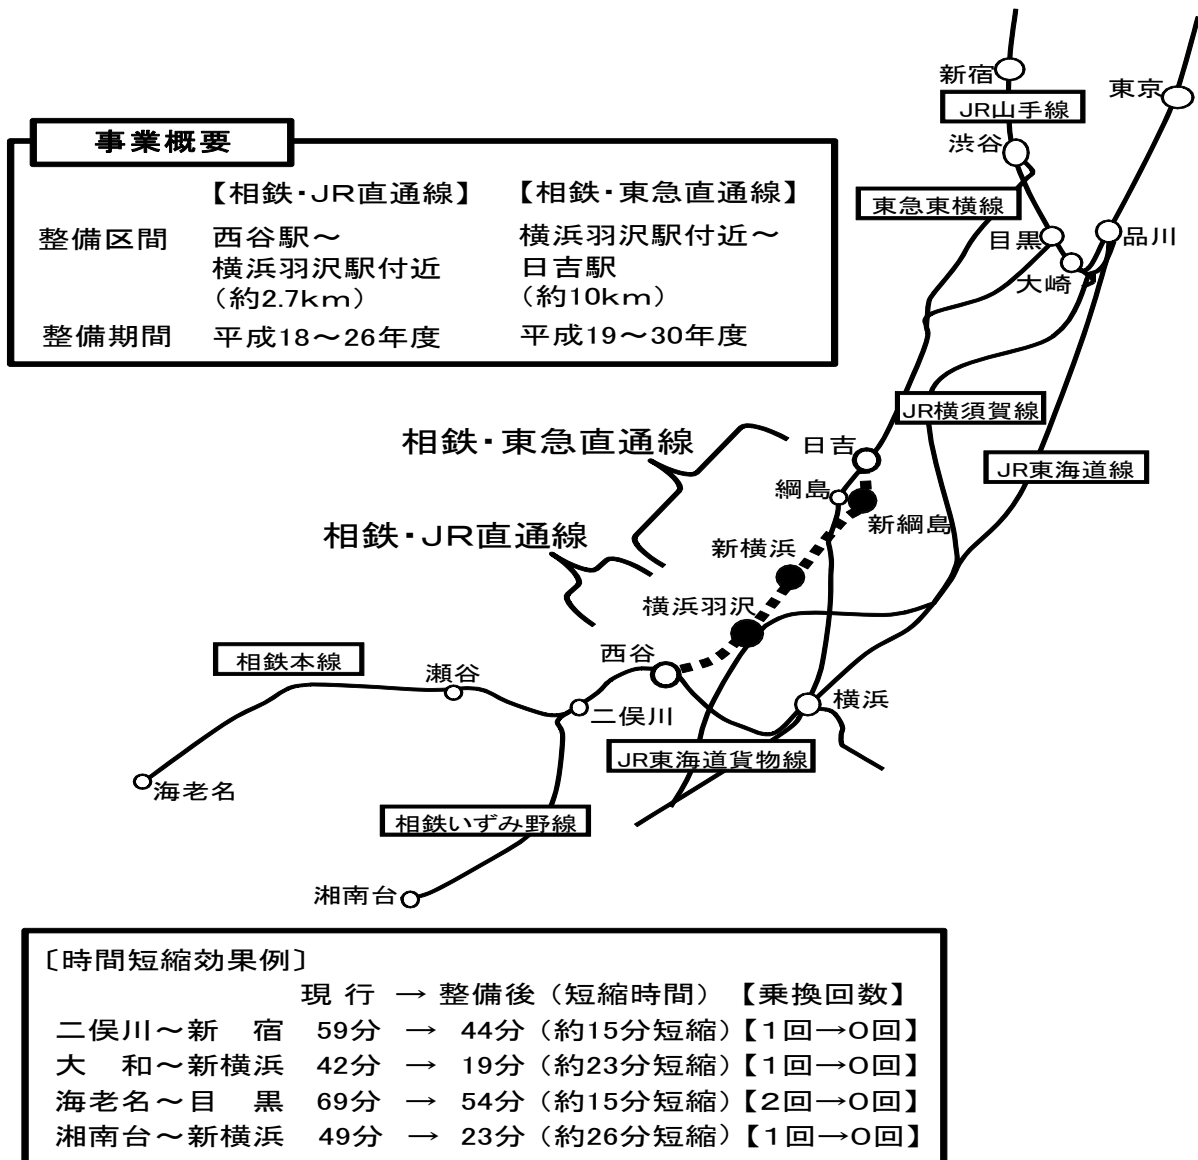 新宿
東京
JR山手線
事業概要
渋谷
【相鉄・JR直通線】 【相鉄・東急直通線】
東急東横線
整備区間 西谷駅～ 横浜羽沢駅付近～
横浜羽沢駅付近 日吉駅
(約2.7km) (約10km)
目黒
品川
大崎
整備期間 平成18～26年度 平成19～30年度
JR横須賀線
相鉄・東急直通線
日吉
JR東海道線
綱島
新綱島
相鉄・JR直通線
新横浜
横浜羽沢
西谷
相鉄本線
瀬谷
二俣川
横浜
JR東海道貨物線
海老名
相鉄いずみ野線
湘南台
〔時間短縮効果例〕
現行 → 整備後(短縮時間) 【乗換回数】
二俣川～新 宿 59分 → 44分(約15分短縮)【1回→0回】
大 和～新横浜 42分 → 19分(約23分短縮)【1回→0回】
海老名～目 黒 69分 → 54分(約15分短縮)【2回→0回】
湘南台～新横浜 49分 → 23分(約26分短縮)【1回→0回】